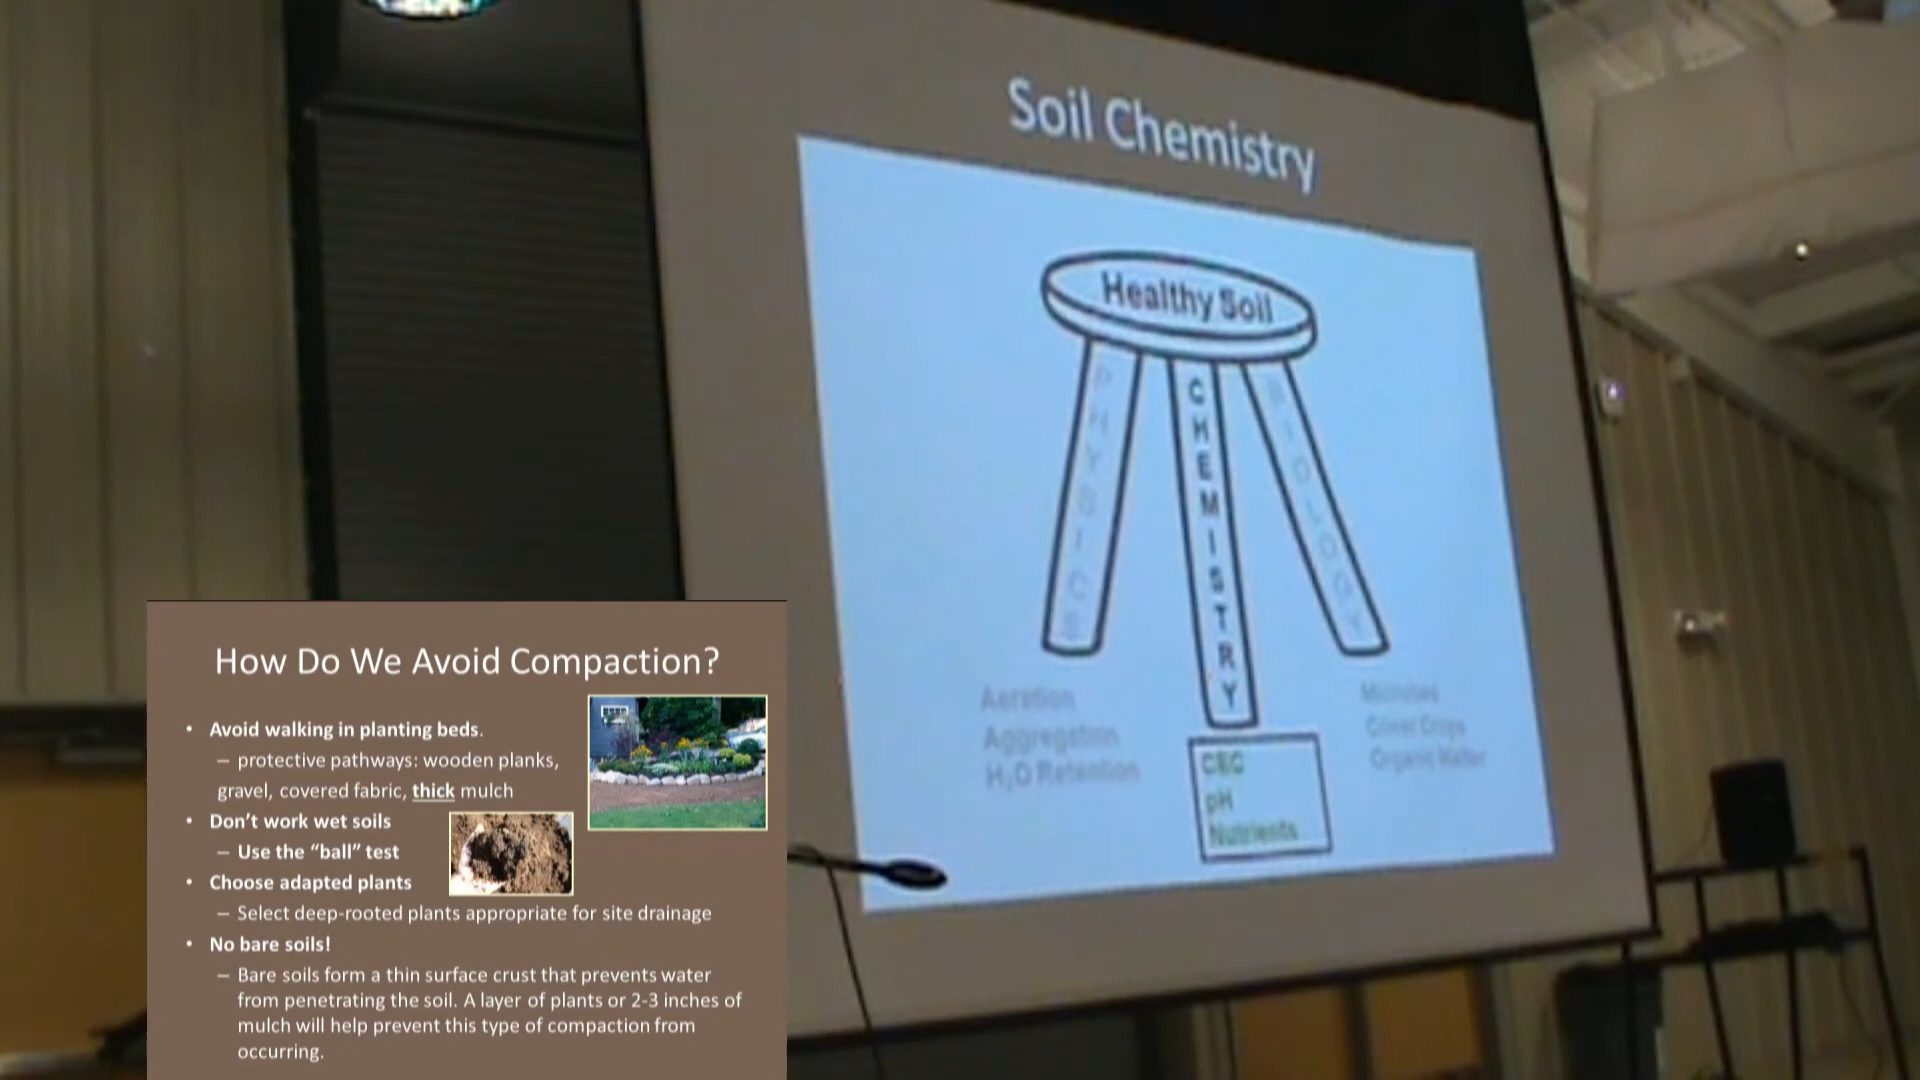 Soil Chemistry
Healthy Soil
PHYSICS
CHEMISTRY
BIOLOGY
Aeration
Aggregation
H₂O Retention
CEC
pH
Nutrients
Microbes
Cover Crops
Organic Matter
How Do We Avoid Compaction?
• Avoid walking in planting beds.
– protective pathways: wooden planks,
gravel, covered fabric, thick mulch
• Don’t work wet soils
– Use the “ball” test
• Choose adapted plants
– Select deep-rooted plants appropriate for site drainage
• No bare soils!
– Bare soils form a thin surface crust that prevents water
from penetrating the soil. A layer of plants or 2-3 inches of
mulch will help prevent this type of compaction from
occurring.